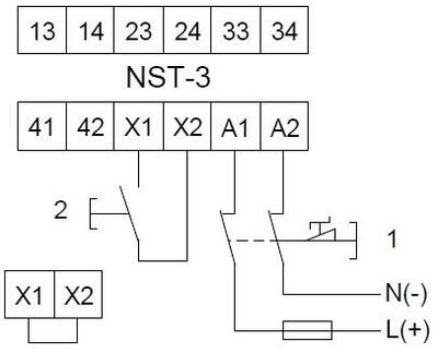 13 14 23 24 33 34
NST-3
41 42 X1 X2 A1 A2
2
1
X1 X2
N(-)
L(+)